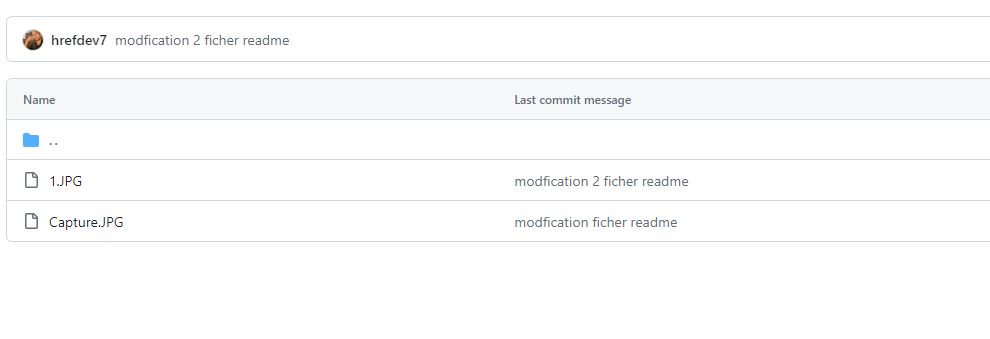 hrefdev7 modfication 2 ficher readme
Name Last commit message
..
1.JPG modfication 2 ficher readme
Capture.JPG modfication ficher readme